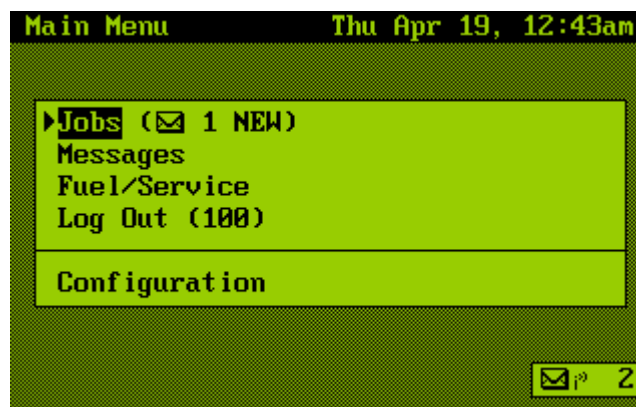 Main Menu Thu Apr 19, 12:43am
Jobs (✉ 1 NEW)
Messages
Fuel/Service
Log Out (100)
Configuration
2